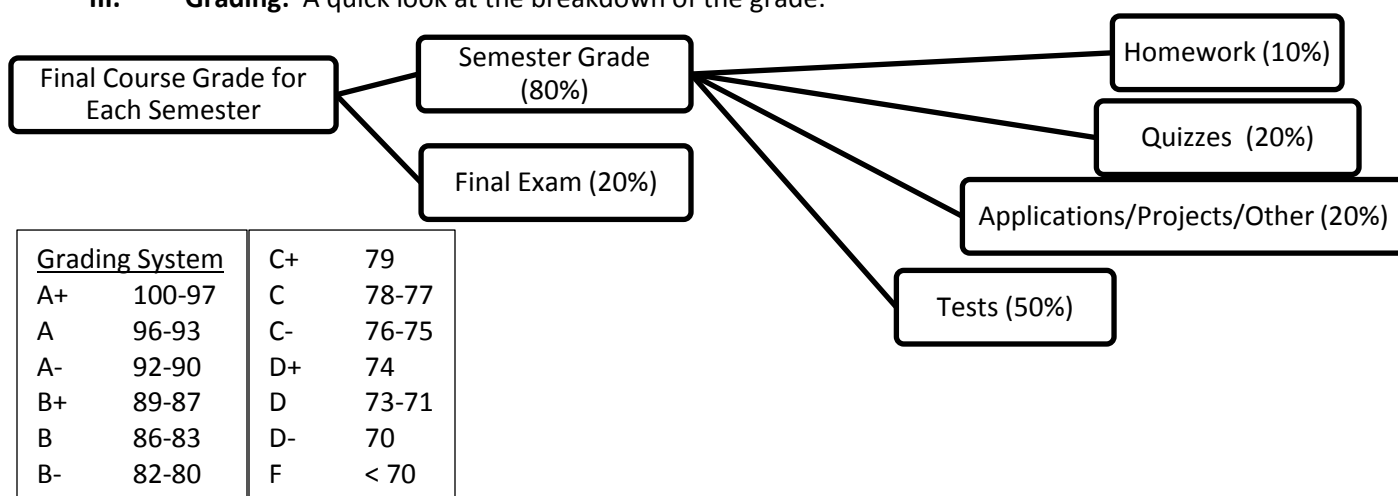 III. Grading: A quick look at the breakdown of the grade:
Final Course Grade for
Each Semester
Semester Grade
(80%)
Final Exam (20%)
Homework (10%)
Quizzes (20%)
Applications/Projects/Other (20%)
Tests (50%)
Grading System
A+ 100-97
A 96-93
A- 92-90
B+ 89-87
B 86-83
B- 82-80
C+ 79
C 78-77
C- 76-75
D+ 74
D 73-71
D- 70
F < 70